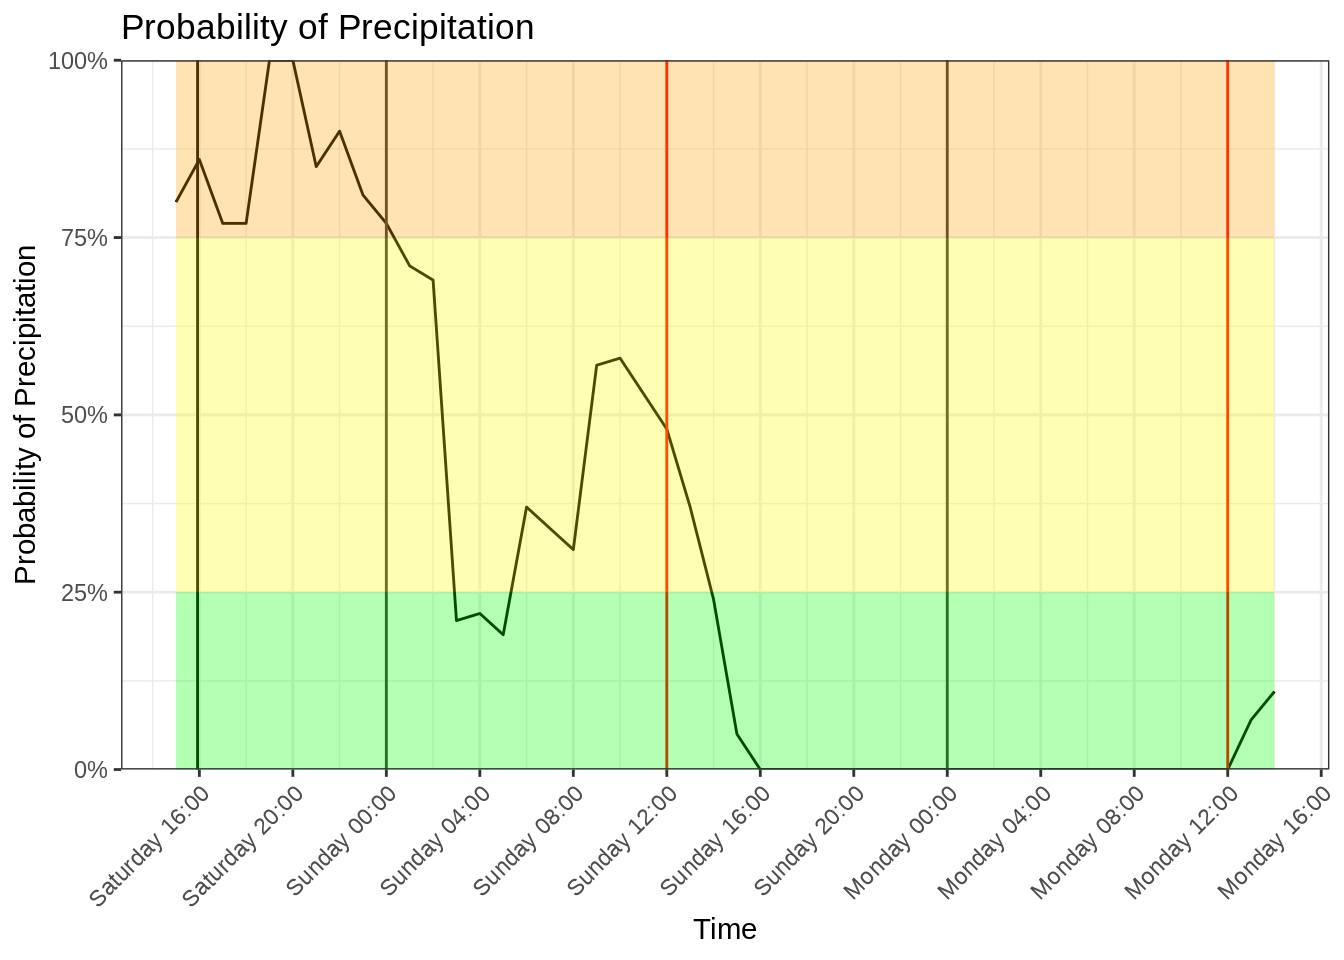 Probability of Precipitation
Probability of Precipitation
100%
75%
50%
25%
0%
Saturday 16:00
Saturday 20:00
Sunday 00:00
Sunday 04:00
Sunday 08:00
Sunday 12:00
Sunday 16:00
Sunday 20:00
Monday 00:00
Monday 04:00
Monday 08:00
Monday 12:00
Monday 16:00
Time